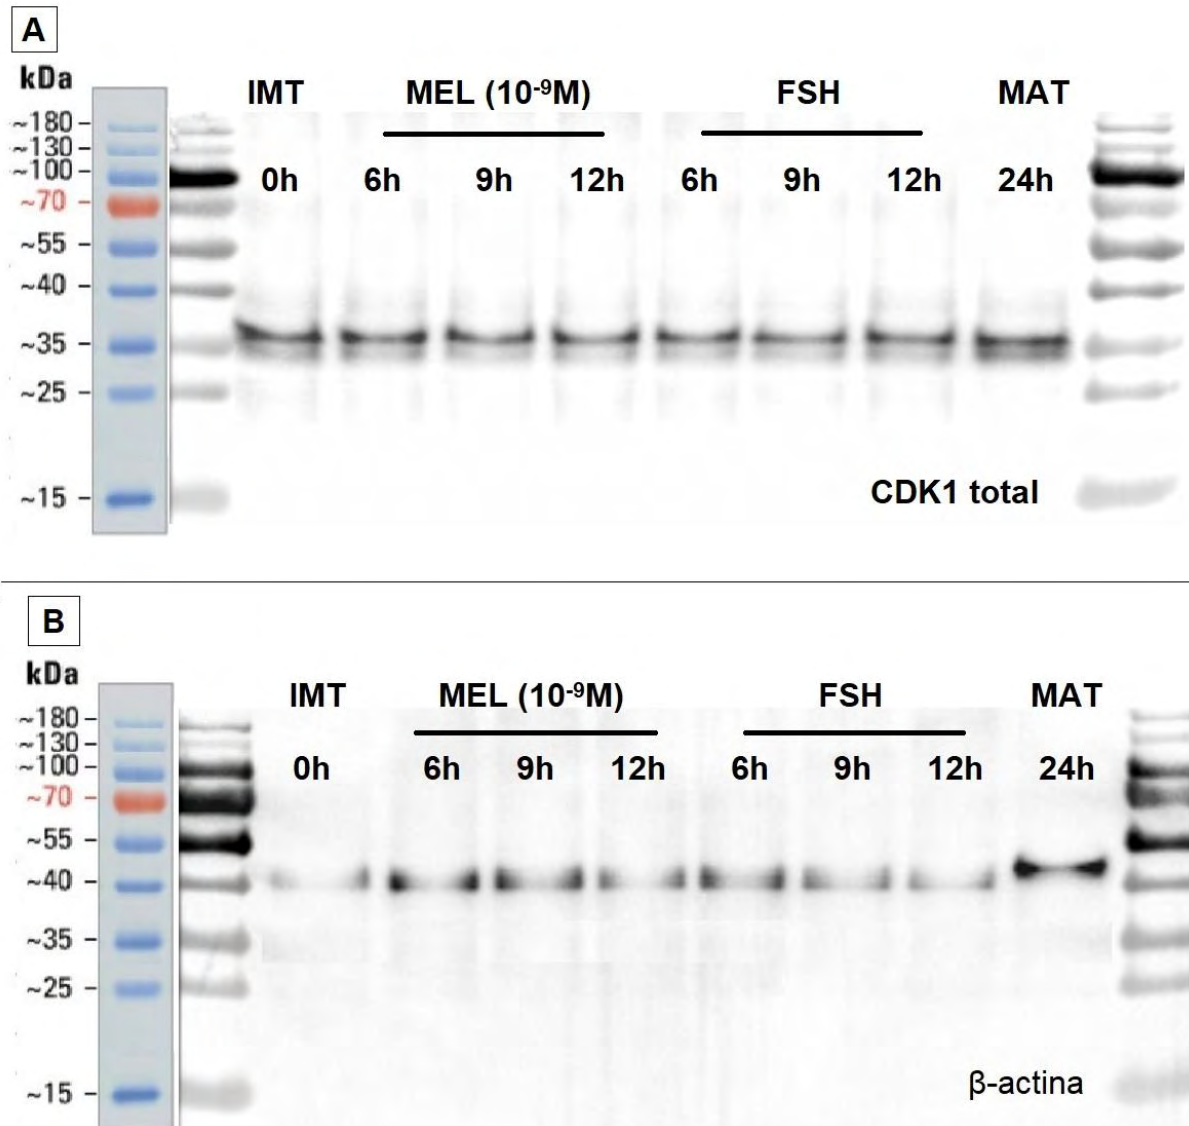 A
kDa
IMT MEL (10⁻⁹M) FSH MAT
0h 6h 9h 12h 6h 9h 12h 24h
~180
~130
~100
~70
~55
~40
~35
~25
~15
CDK1 total
B
kDa
IMT MEL (10⁻⁹M) FSH MAT
0h 6h 9h 12h 6h 9h 12h 24h
~180
~130
~100
~70
~55
~40
~35
~25
~15
β-actina